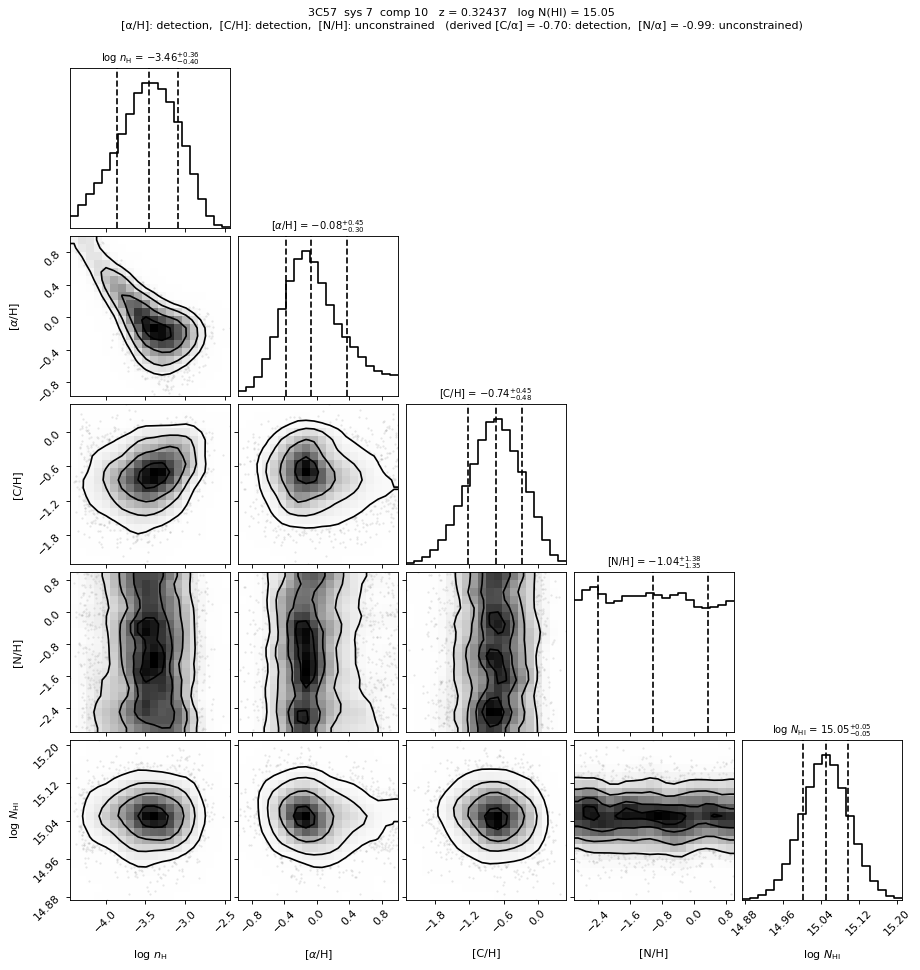 3C57 sys 7 comp 10 z = 0.32437 log N(HI) = 15.05
[α/H]: detection, [C/H]: detection, [N/H]: unconstrained (derived [C/α] = -0.70: detection, [N/α] = -0.99: unconstrained)
log n_H = −3.46 +0.36 −0.40
[α/H] = −0.08 +0.45 −0.30
0.8
0.4
0.0
−0.4
−0.8
[α/H]
[C/H] = −0.74 +0.45 −0.48
0.0
−0.6
−1.2
−1.8
[C/H]
[N/H] = −1.04 +1.38 −1.35
0.8
0.0
−0.8
−1.6
−2.4
[N/H]
log N_HI = 15.05 +0.05 −0.05
15.20
15.12
15.04
14.96
14.88
log N_HI
−4.0 −3.5 −3.0 −2.5
−0.8 −0.4 0.0 0.4 0.8
−1.8 −1.2 −0.6 0.0
−2.4 −1.6 −0.8 0.0 0.8
14.88 14.96 15.04 15.12 15.20
log n_H [α/H] [C/H] [N/H] log N_HI